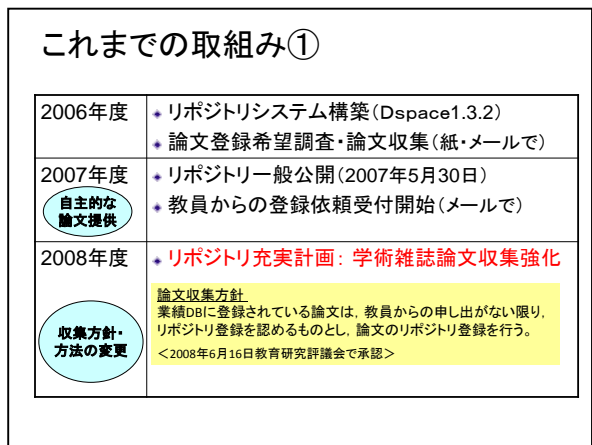 これまでの取組み①
2006年度
リポジトリシステム構築（Dspace1.3.2）
論文登録希望調査・論文収集（紙・メールで）
2007年度
自主的な
論文提供
リポジトリ一般公開（2007年5月30日）
教員からの登録依頼受付開始（メールで）
2008年度
リポジトリ充実計画： 学術雑誌論文収集強化
収集方針・
方法の変更
論文収集方針
業績DBに登録されている論文は，教員からの申し出がない限り，
リポジトリ登録を認めるものとし，論文のリポジトリ登録を行う。
＜2008年6月16日教育研究評議会で承認＞